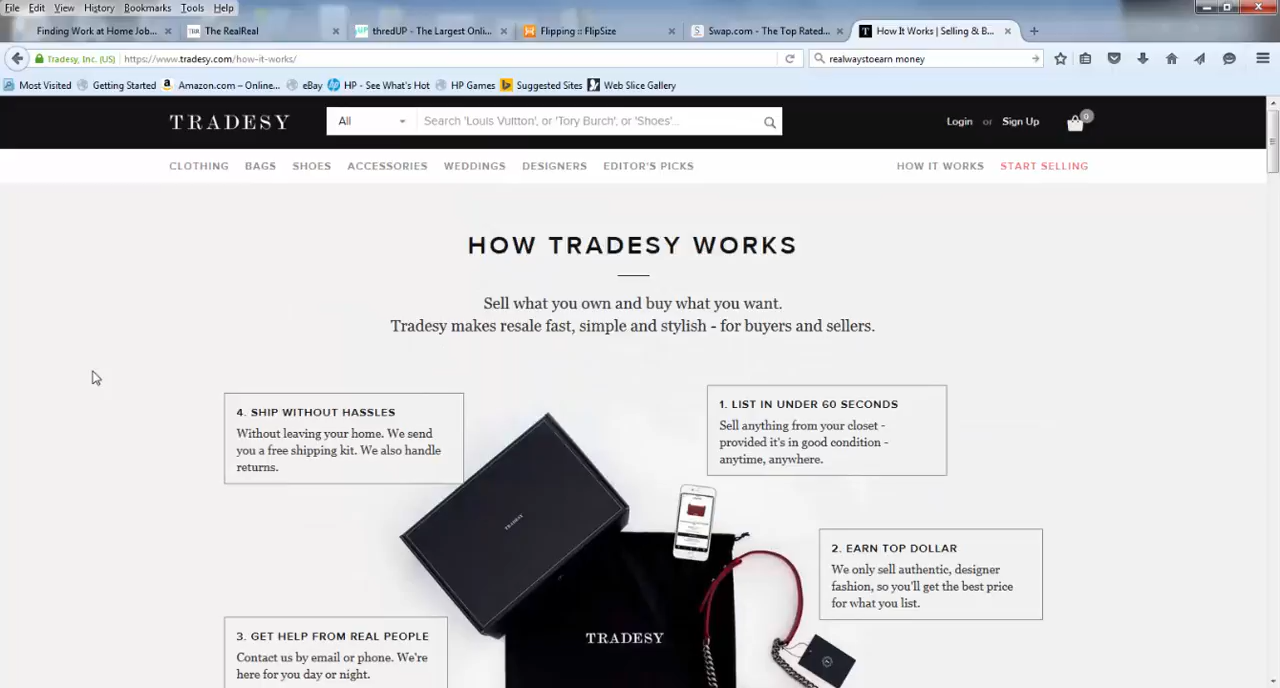 File Edit View History Bookmarks Tools Help
Finding Work at Home Job... × The RealReal × thredUP - The Largest Onli... × Flipping :: FlipSize × Swap.com - The Top Rated... × How It Works | Selling & B... × +
Tradesy, Inc. (US) https://www.tradesy.com/how-it-works/ realwaystoearn money
Most Visited Getting Started Amazon.com – Online... eBay HP - See What's Hot HP Games Suggested Sites Web Slice Gallery
TRADESY All Search 'Louis Vuitton', or 'Tory Burch', or 'Shoes'... Login or Sign Up 0
CLOTHING BAGS SHOES ACCESSORIES WEDDINGS DESIGNERS EDITOR'S PICKS HOW IT WORKS START SELLING
HOW TRADESY WORKS
Sell what you own and buy what you want.
Tradesy makes resale fast, simple and stylish - for buyers and sellers.
1. LIST IN UNDER 60 SECONDS
Sell anything from your closet -
provided it's in good condition -
anytime, anywhere.
4. SHIP WITHOUT HASSLES
Without leaving your home. We send
you a free shipping kit. We also handle
returns.
TRADESY
2. EARN TOP DOLLAR
We only sell authentic, designer
fashion, so you'll get the best price
for what you list.
3. GET HELP FROM REAL PEOPLE
Contact us by email or phone. We're
here for you day or night.
TRADESY